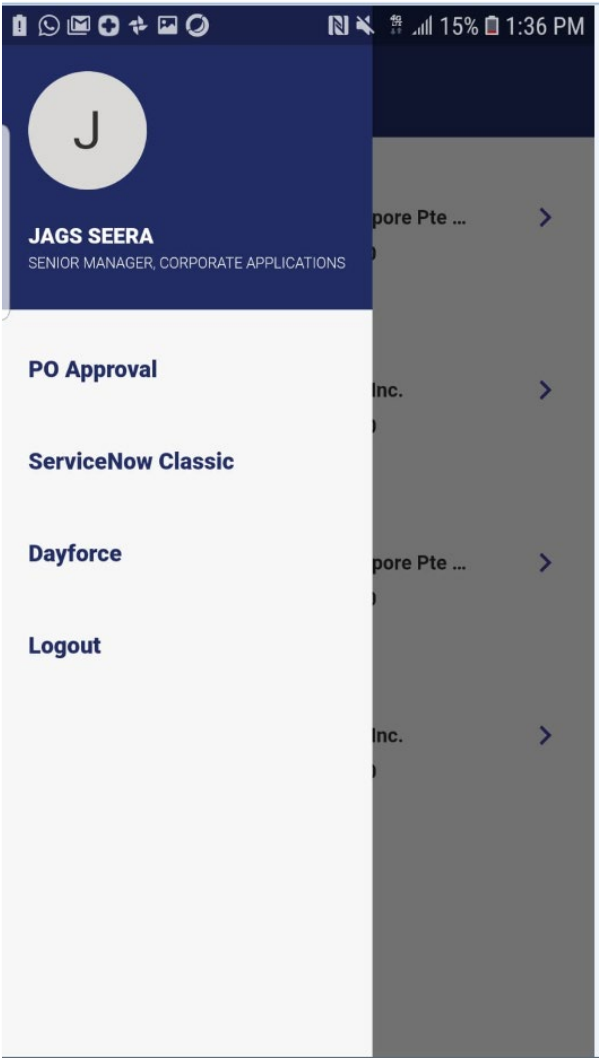 15% 1:36 PM
J
JAGS SEERA
SENIOR MANAGER, CORPORATE APPLICATIONS
PO Approval
ServiceNow Classic
Dayforce
Logout
pore Pte ...
Inc.
pore Pte ...
Inc.